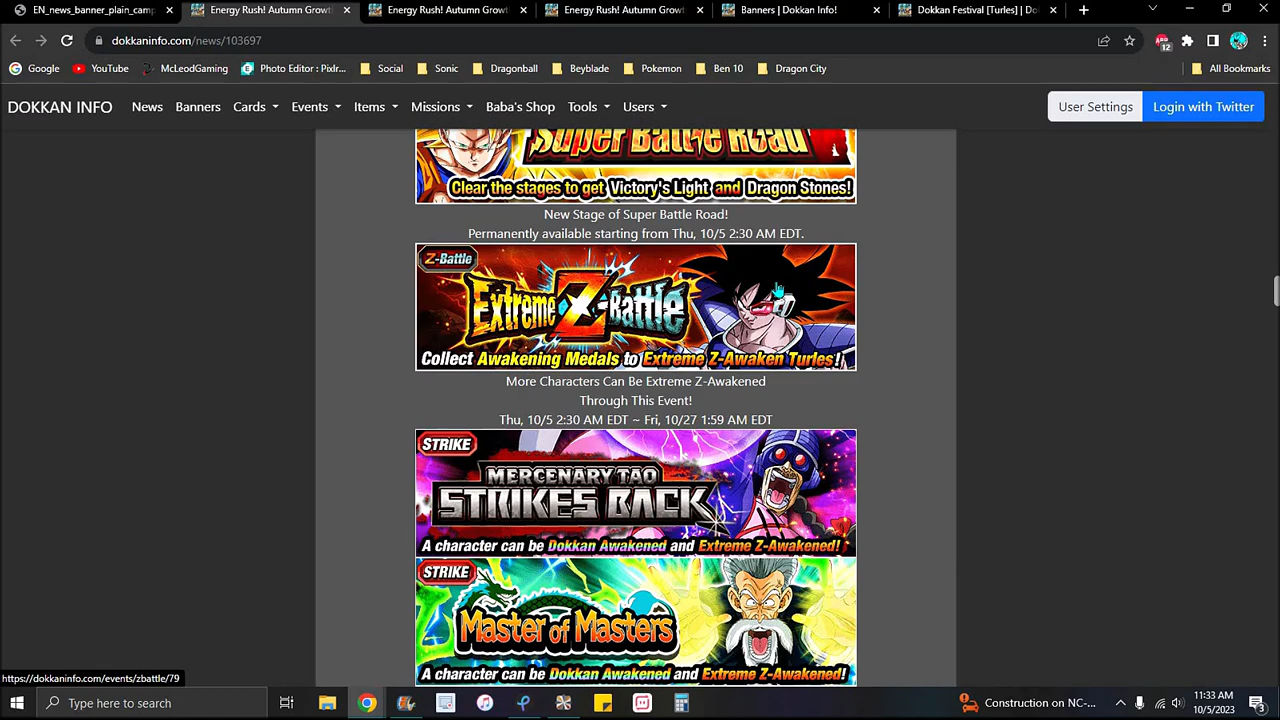 EN_news_banner_plain_camp
Energy Rush! Autumn Growth
Energy Rush! Autumn Growth
Energy Rush! Autumn Growth
Banners | Dokkan Info!
Dokkan Festival [Turles] | Do
dokkaninfo.com/news/103697
12
Google
YouTube
McLeodGaming
Photo Editor : Pixlr...
Social
Sonic
Dragonball
Beyblade
Pokemon
Ben 10
Dragon City
All Bookmarks
DOKKAN INFO
News
Banners
Cards
Events
Items
Missions
Baba's Shop
Tools
Users
User Settings
Login with Twitter
Super Battle Road
Clear the stages to get Victory's Light and Dragon Stones!
New Stage of Super Battle Road!
Permanently available starting from Thu, 10/5 2:30 AM EDT.
Z-Battle
Extreme Z-Battle
Collect Awakening Medals to Extreme Z-Awaken Turles!
More Characters Can Be Extreme Z-Awakened
Through This Event!
Thu, 10/5 2:30 AM EDT ~ Fri, 10/27 1:59 AM EDT
STRIKE
MERCENARY TAO
STRIKES BACK
A character can be Dokkan Awakened and Extreme Z-Awakened!
STRIKE
Master of Masters
A character can be Dokkan Awakened and Extreme Z-Awakened!
https://dokkaninfo.com/events/zbattle/79
Type here to search
Construction on NC-...
11:33 AM
10/5/2023
3